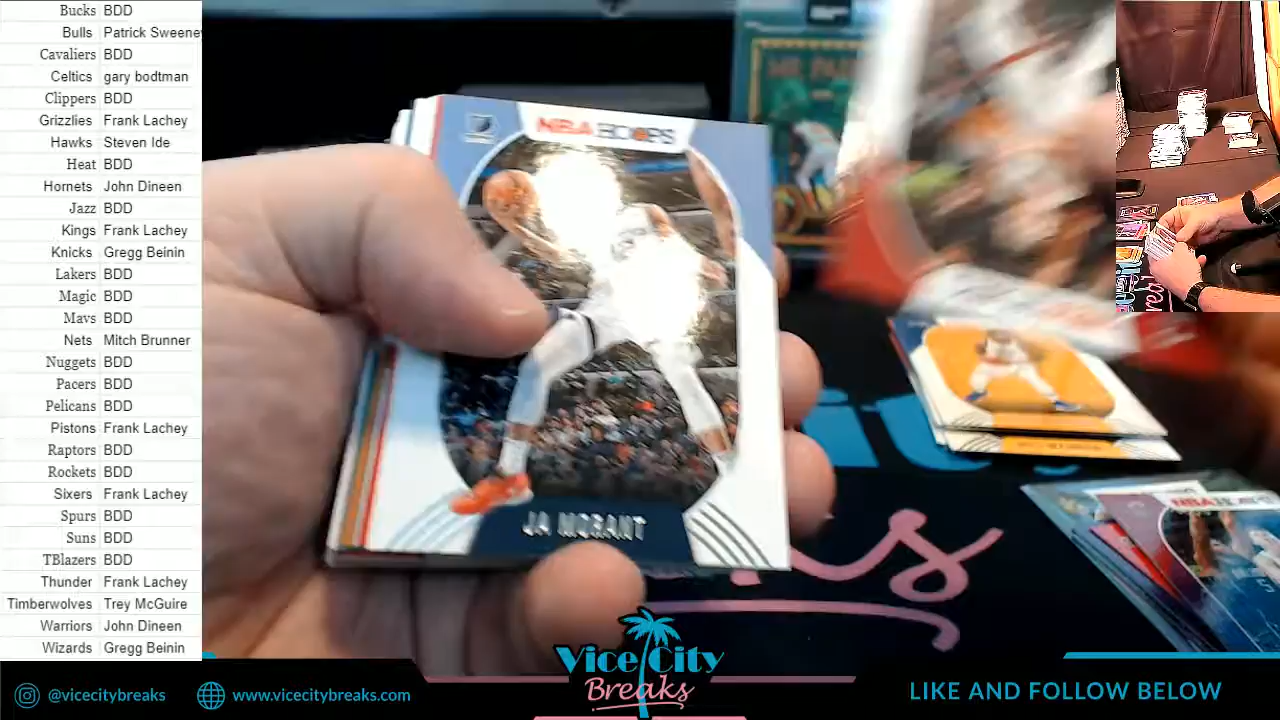 Bucks BDD
Bulls Patrick Sweene
Cavaliers BDD
Celtics gary bodtman
Clippers BDD
Grizzlies Frank Lachey
Hawks Steven Ide
Heat BDD
Hornets John Dineen
Jazz BDD
Kings Frank Lachey
Knicks Gregg Beinin
Lakers BDD
Magic BDD
Mavs BDD
Nets Mitch Brunner
Nuggets BDD
Pacers BDD
Pelicans BDD
Pistons Frank Lachey
Raptors BDD
Rockets BDD
Sixers Frank Lachey
Spurs BDD
Suns BDD
TBlazers BDD
Thunder Frank Lachey
Timberwolves Trey McGuire
Warriors John Dineen
Wizards Gregg Beinin
NBA HOOPS
JA MORANT
@vicecitybreaks
www.vicecitybreaks.com
Vice City
Breaks
LIKE AND FOLLOW BELOW